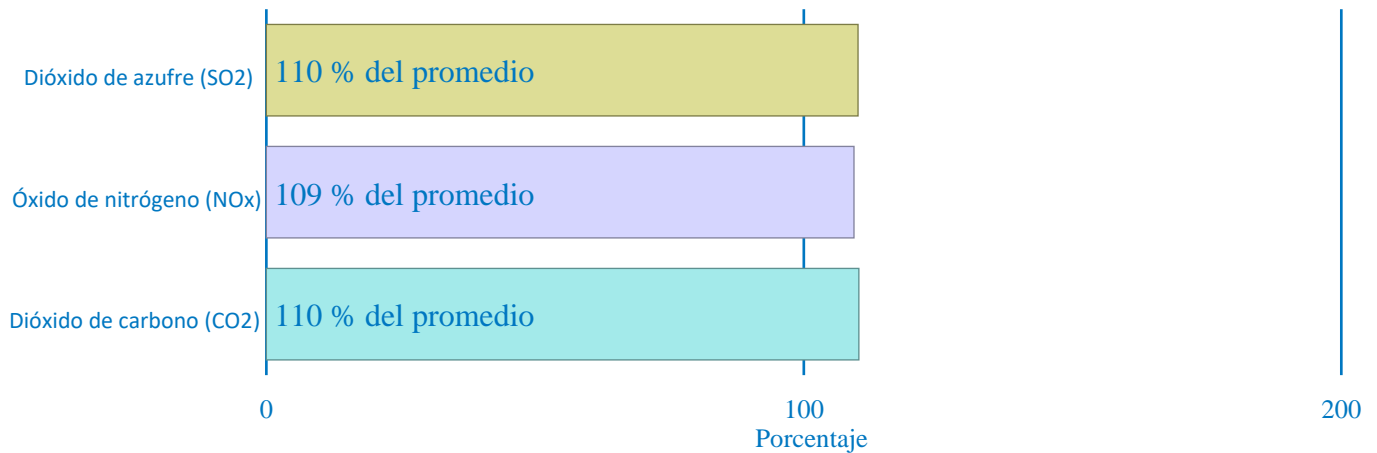 Dióxido de azufre (SO2)
110 % del promedio
Óxido de nitrógeno (NOx)
109 % del promedio
Dióxido de carbono (CO2)
110 % del promedio
0
100
200
Porcentaje